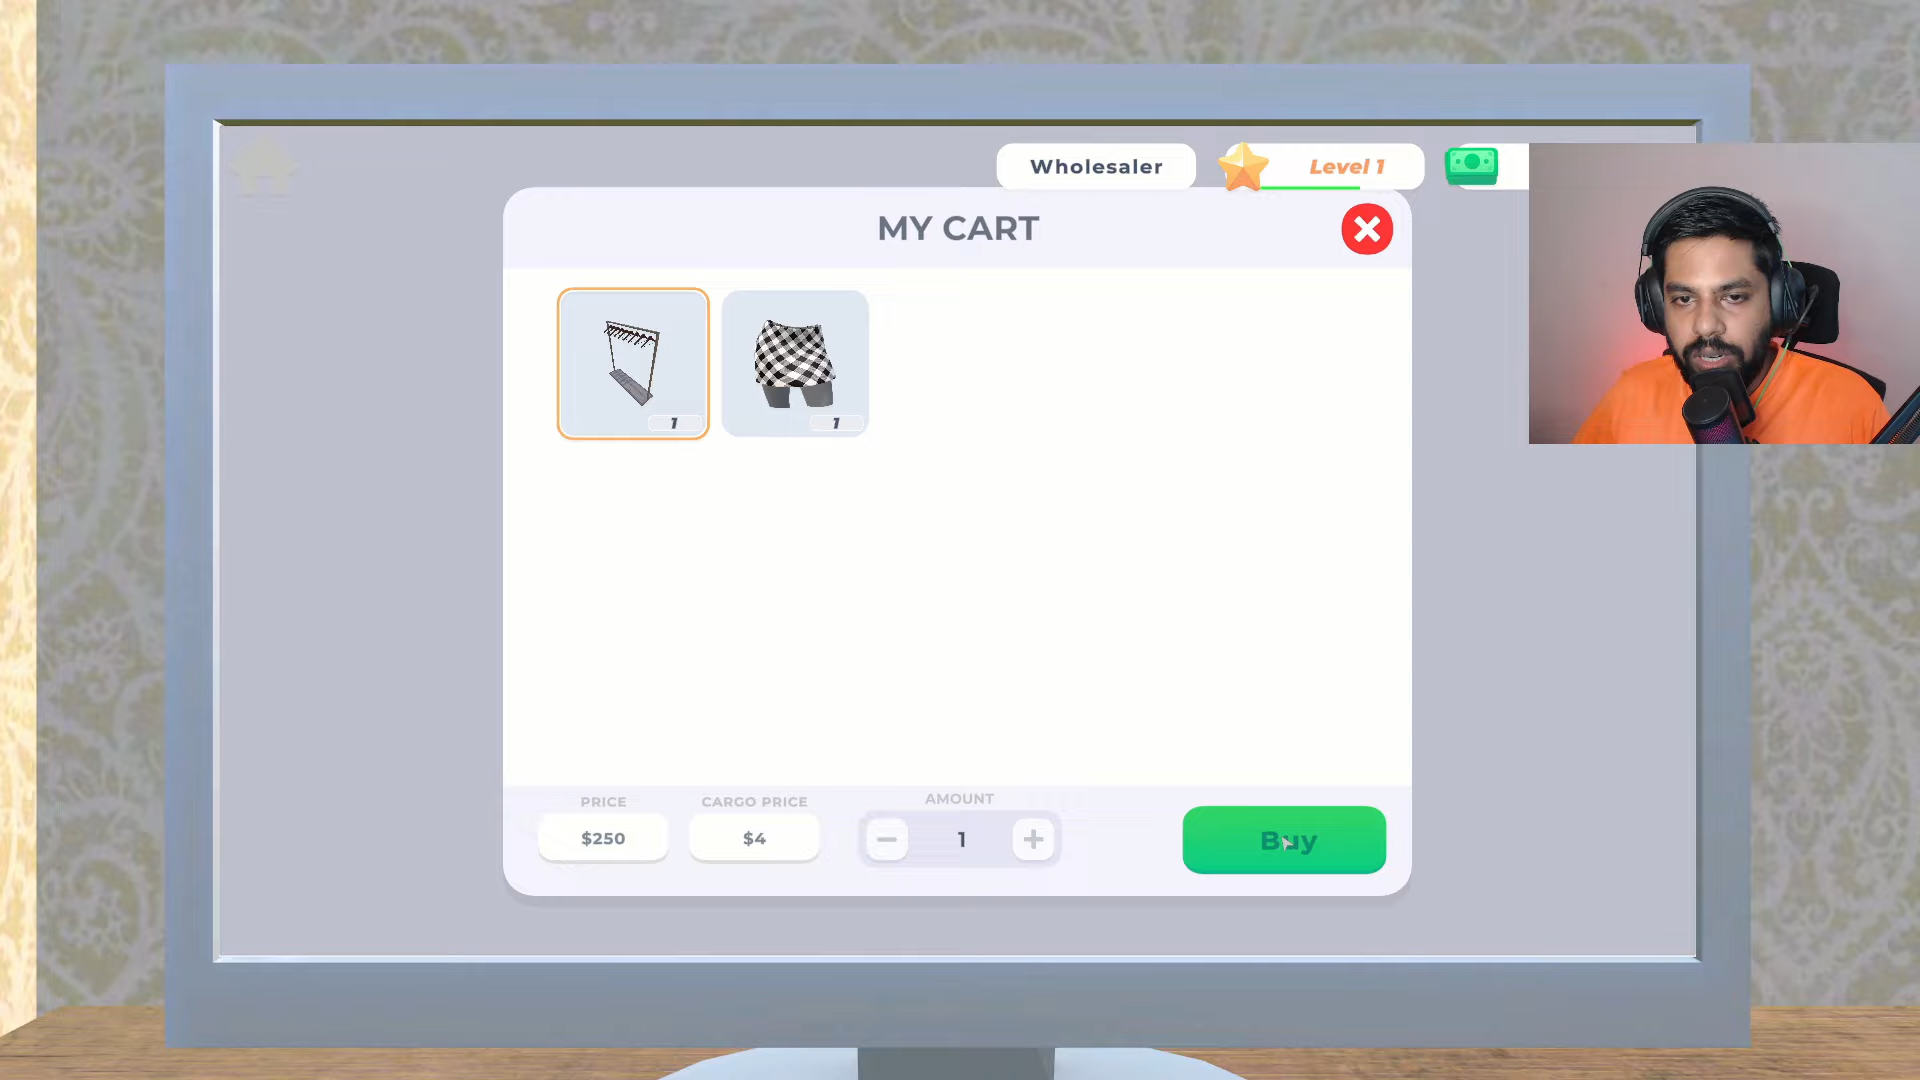 Wholesaler
Level 1
MY CART
1
1
PRICE
CARGO PRICE
AMOUNT
$250
$4
1
Buy